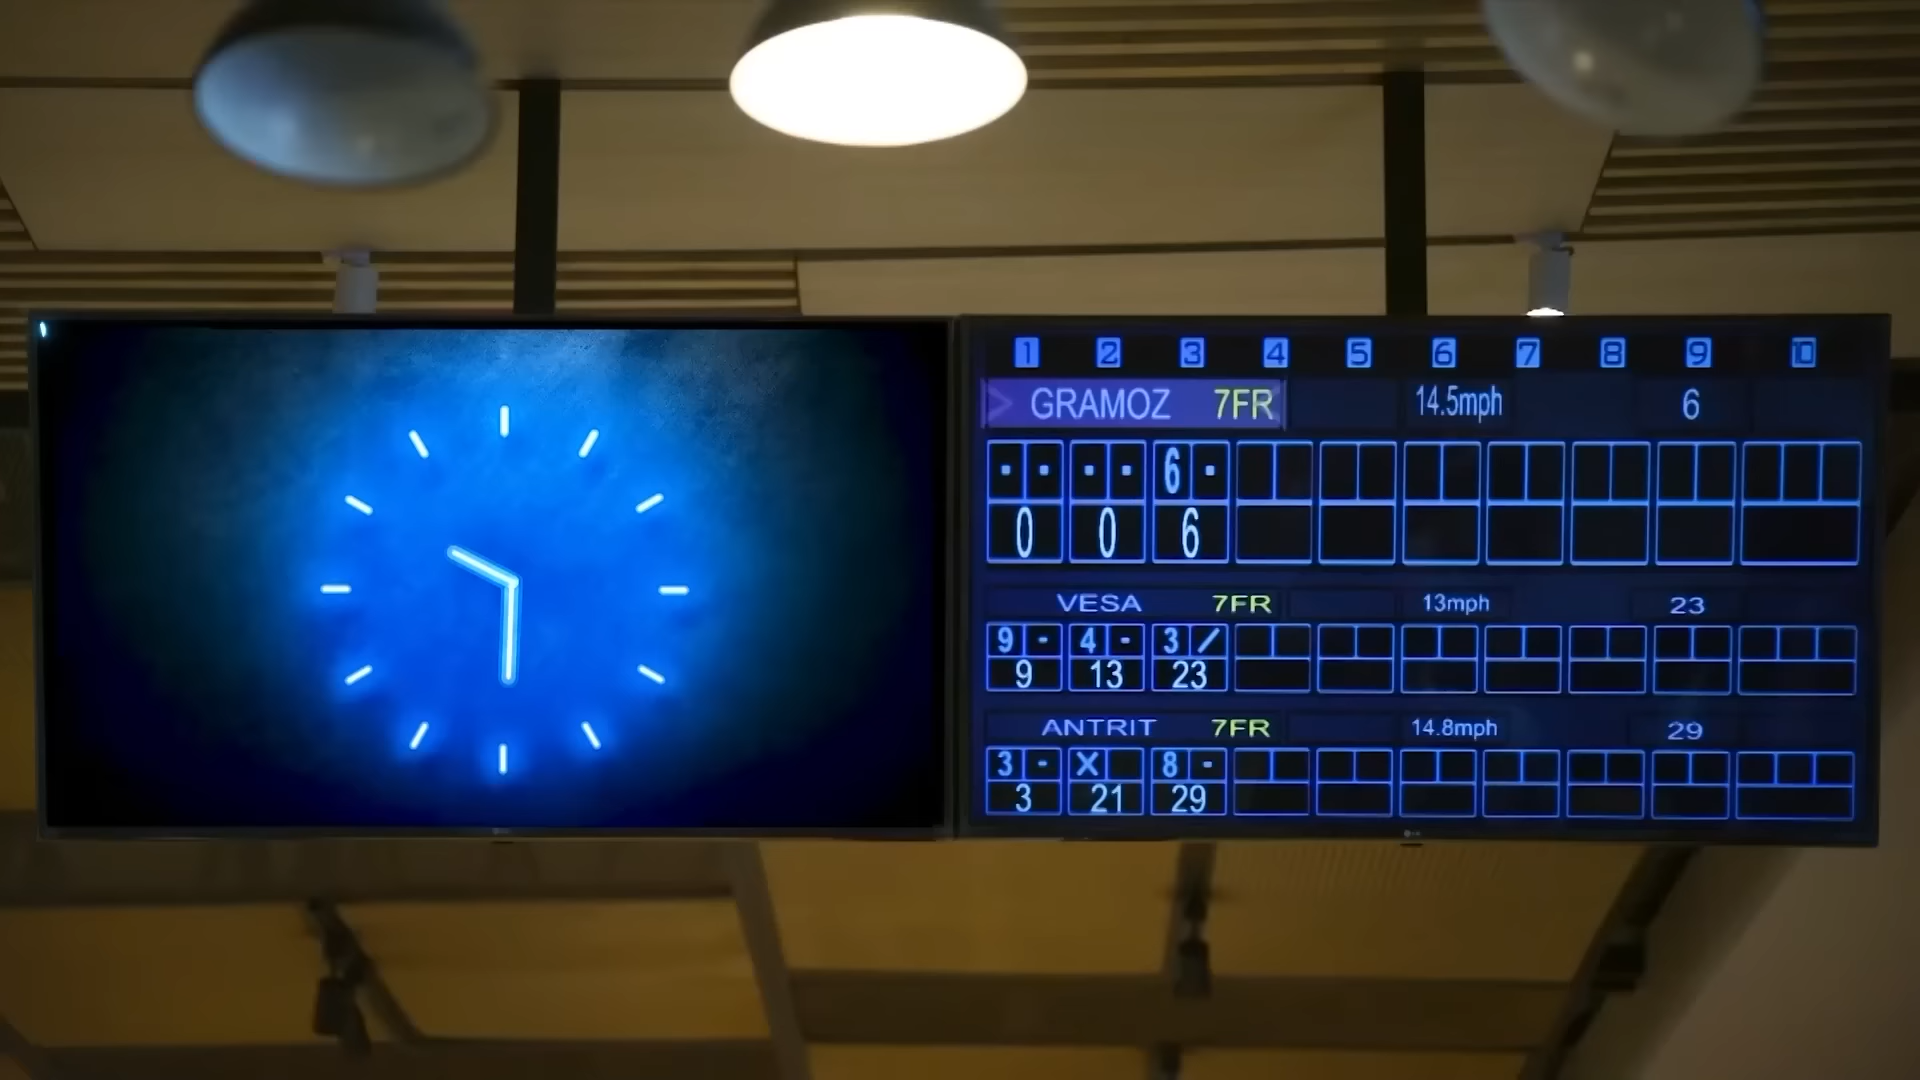 1 2 3 4 5 6 7 8 9 10
GRAMOZ 7FR 14.5mph 6
· · · · 6 ·
0 0 6
VESA 7FR 13mph 23
9 - 4 - 3 /
9 13 23
ANTRIT 7FR 14.8mph 29
3 - X 8 -
3 21 29